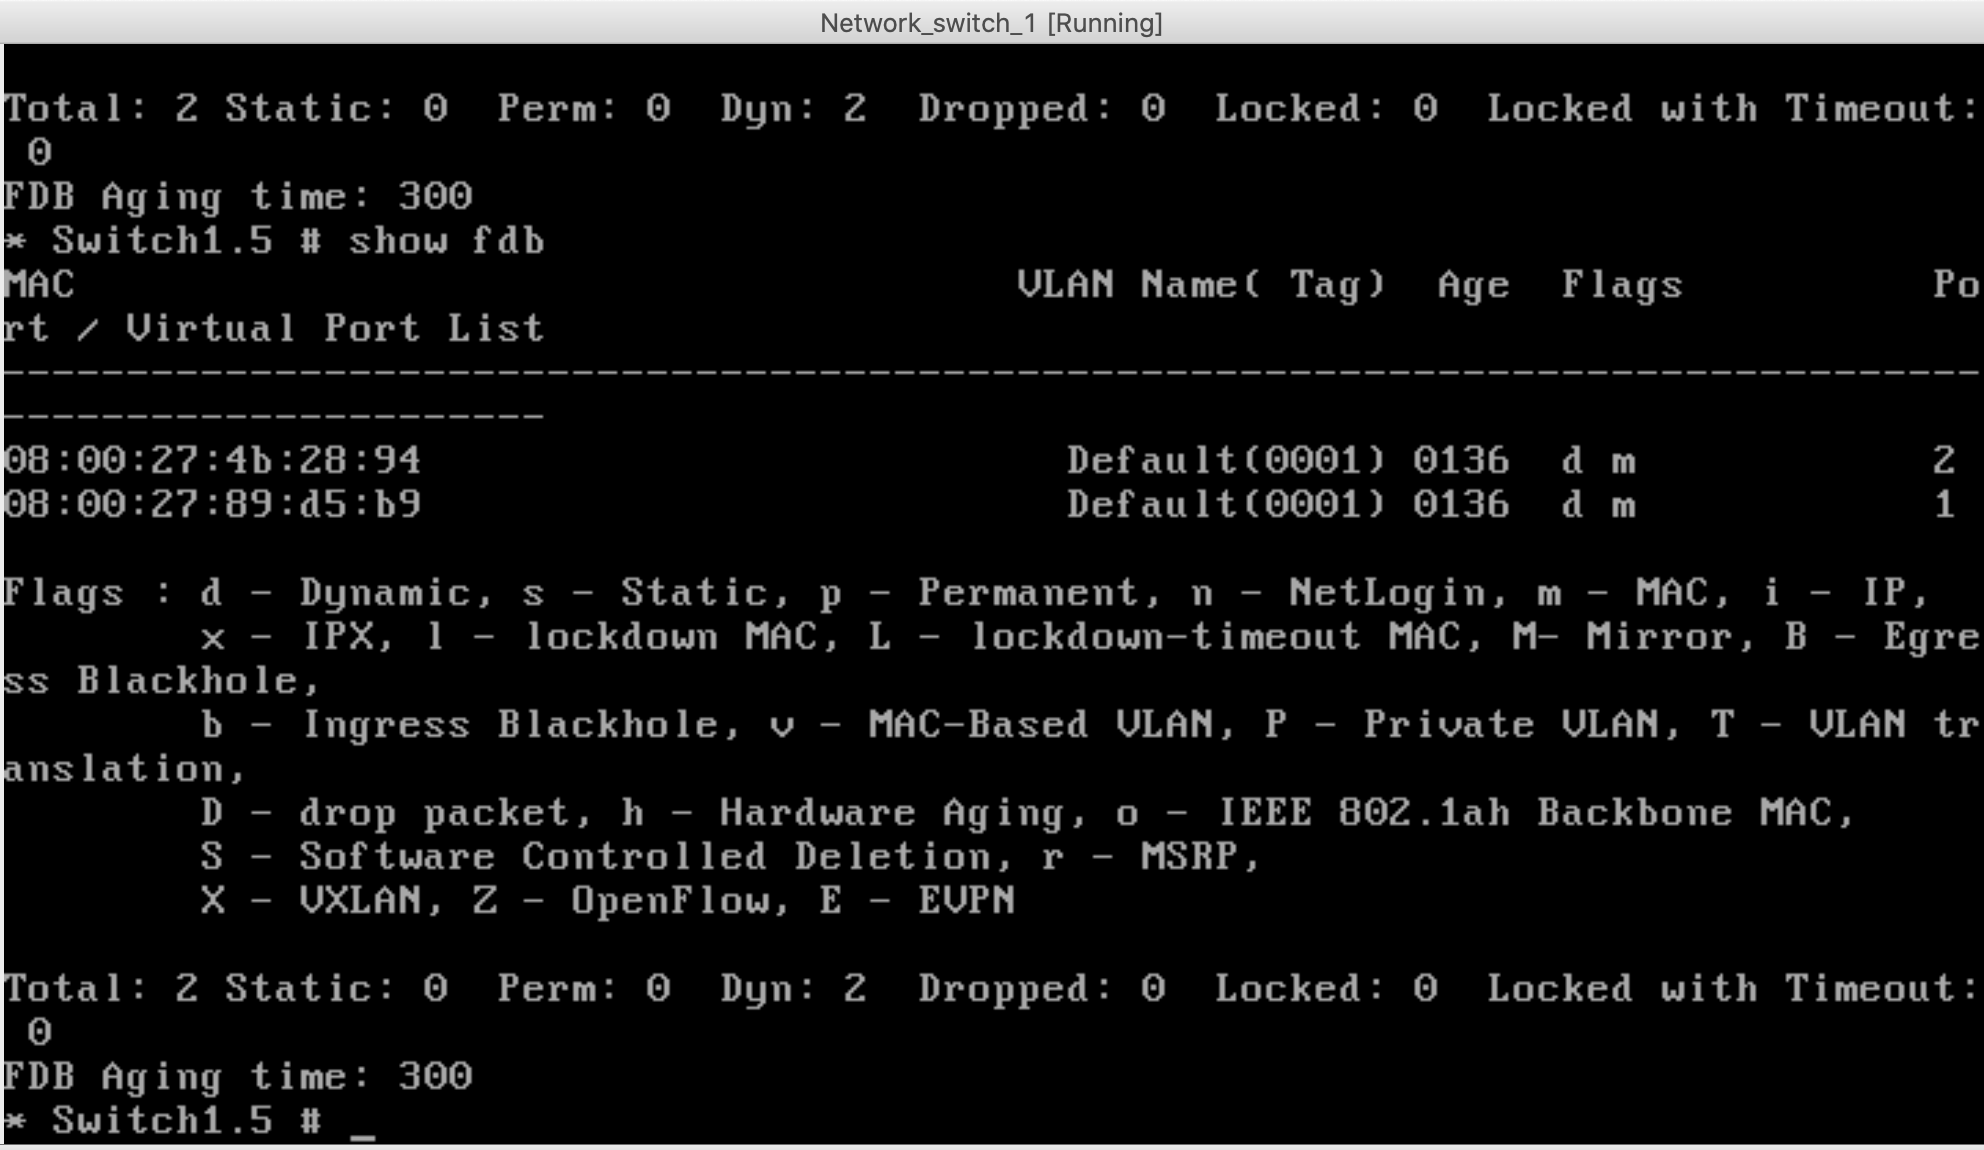 Network_switch_1 [Running]
Total: 2 Static: 0  Perm: 0  Dyn: 2  Dropped: 0  Locked: 0  Locked with Timeout:
 0
FDB Aging time: 300
* Switch1.5 # show fdb
MAC                                      VLAN Name( Tag)  Age  Flags          Po
rt / Virtual Port List
--------------------------------------------------------------------------------
----------------------
08:00:27:4b:28:94                          Default(0001) 0136  d m            2
08:00:27:89:d5:b9                          Default(0001) 0136  d m            1
Flags : d - Dynamic, s - Static, p - Permanent, n - NetLogin, m - MAC, i - IP,
        x - IPX, l - lockdown MAC, L - lockdown-timeout MAC, M- Mirror, B - Egre
ss Blackhole,
        b - Ingress Blackhole, v - MAC-Based VLAN, P - Private VLAN, T - VLAN tr
anslation,
        D - drop packet, h - Hardware Aging, o - IEEE 802.1ah Backbone MAC,
        S - Software Controlled Deletion, r - MSRP,
        X - VXLAN, Z - OpenFlow, E - EVPN
Total: 2 Static: 0  Perm: 0  Dyn: 2  Dropped: 0  Locked: 0  Locked with Timeout:
 0
FDB Aging time: 300
* Switch1.5 # _